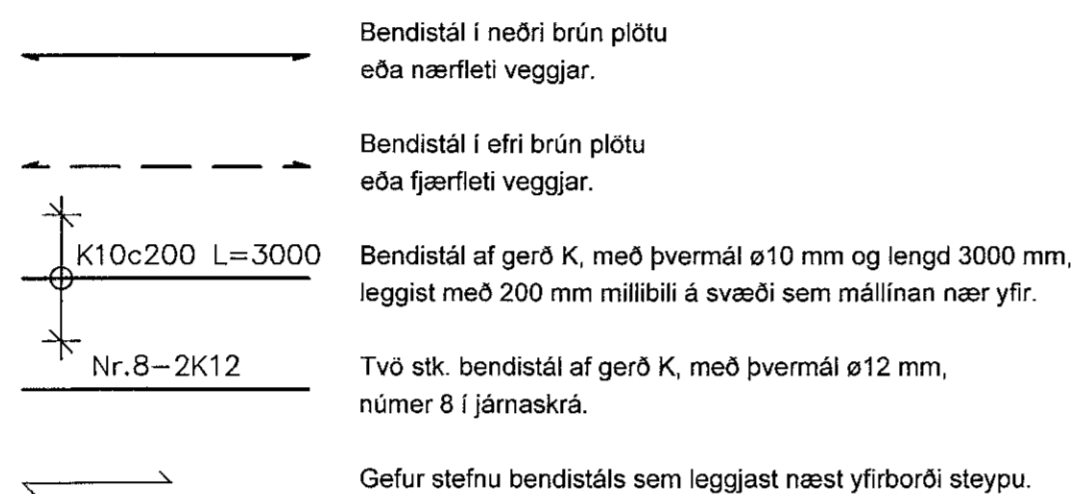 Bendistál í neðri brún plötu
eða nærfleti veggjar.
Bendistál í efri brún plötu
eða fjærfleti veggjar.
K10c200 L=3000
Bendistál af gerð K, með þvermál ø10 mm og lengd 3000 mm,
leggist með 200 mm millibili á svæði sem mállínan nær yfir.
Nr.8-2K12
Tvö stk. bendistál af gerð K, með þvermál ø12 mm,
númer 8 í járnaskrá.
Gefur stefnu bendistáls sem leggjast næst yfirborði steypu.